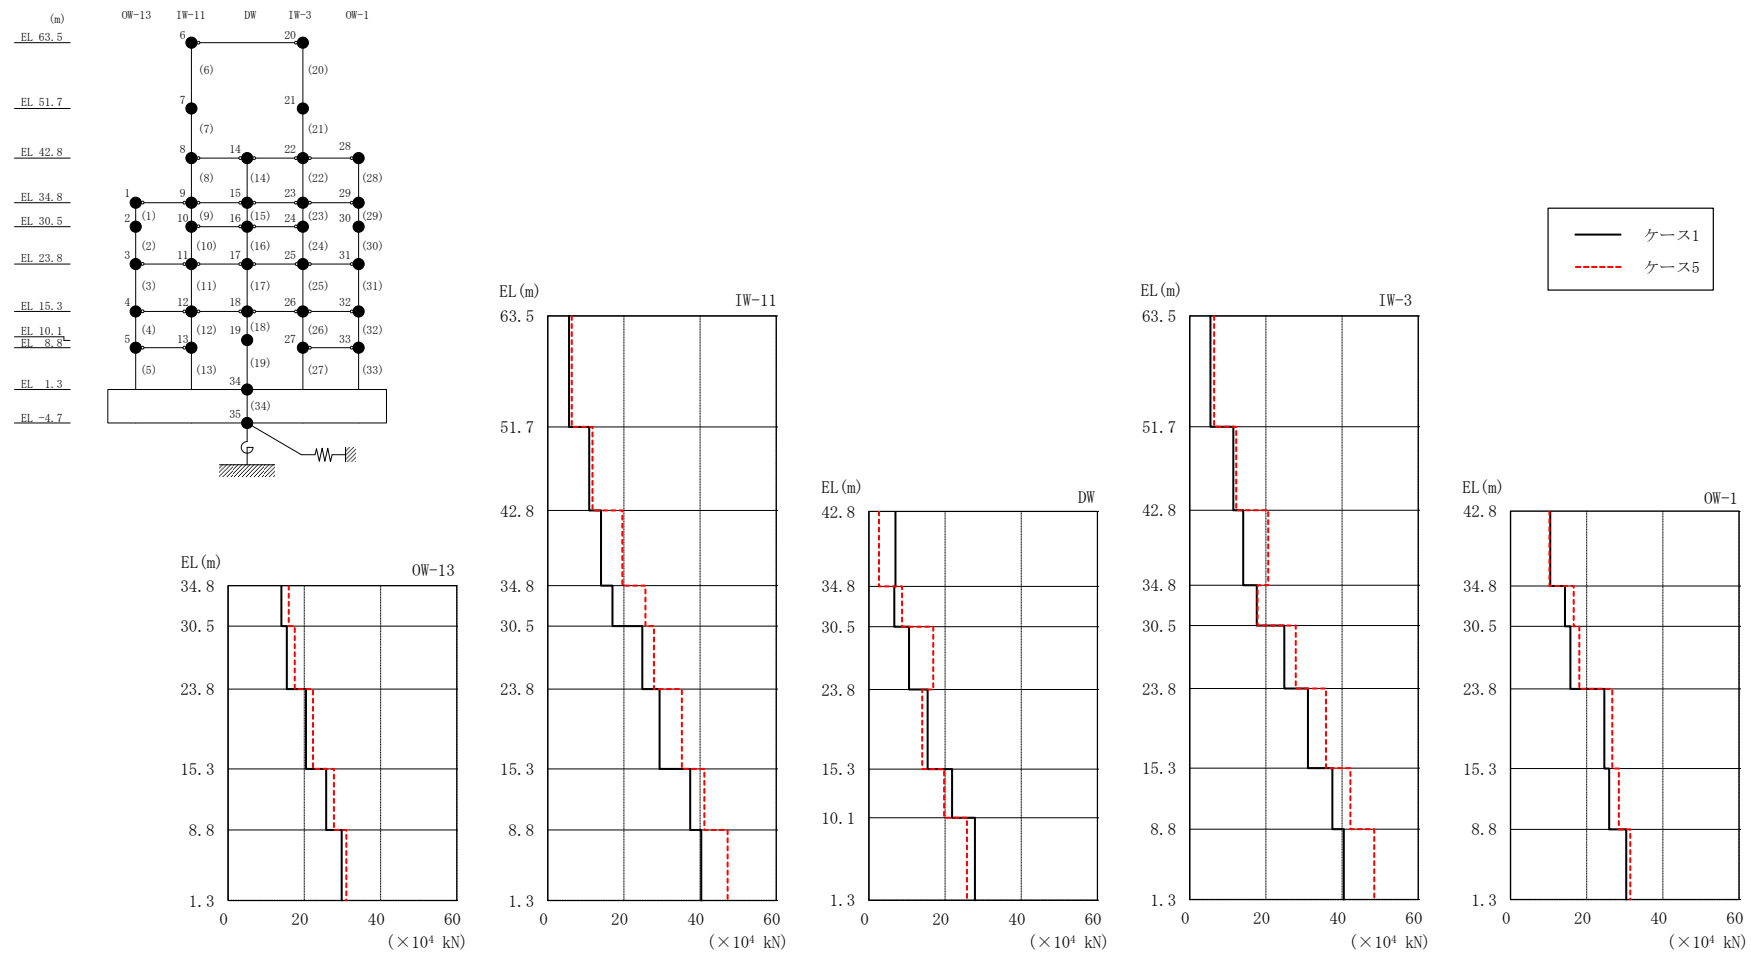 (m)
OW-13 IW-11 DW IW-3 OW-1
EL 63.5
EL 51.7
EL 42.8
EL 34.8
EL 30.5
EL 23.8
EL 15.3
EL 10.1
EL 8.8
EL 1.3
EL -4.7
6 20
(6) (20)
7 21
(7) (21)
8 14 22 28
(8) (14) (22) (28)
1 9 15 23 29
(1) (9) (15) (23) (29)
2 10 16 24 30
(2) (10) (16) (24) (30)
3 11 17 25 31
(3) (11) (17) (25) (31)
4 12 18 26 32
(4) (12) (18) (26) (32)
5 13 19 27 33
(5) (13) (19) (27) (33)
34
(34)
35
ケース1
ケース5
EL(m) OW-13
34.8
30.5
23.8
15.3
8.8
1.3
0 20 40 60
(×10⁴ kN)
EL(m) IW-11
63.5
51.7
42.8
34.8
30.5
23.8
15.3
8.8
1.3
0 20 40 60
(×10⁴ kN)
EL(m) DW
42.8
34.8
30.5
23.8
15.3
10.1
1.3
0 20 40 60
(×10⁴ kN)
EL(m) IW-3
63.5
51.7
42.8
34.8
30.5
23.8
15.3
8.8
1.3
0 20 40 60
(×10⁴ kN)
EL(m) OW-1
42.8
34.8
30.5
23.8
15.3
8.8
1.3
0 20 40 60
(×10⁴ kN)